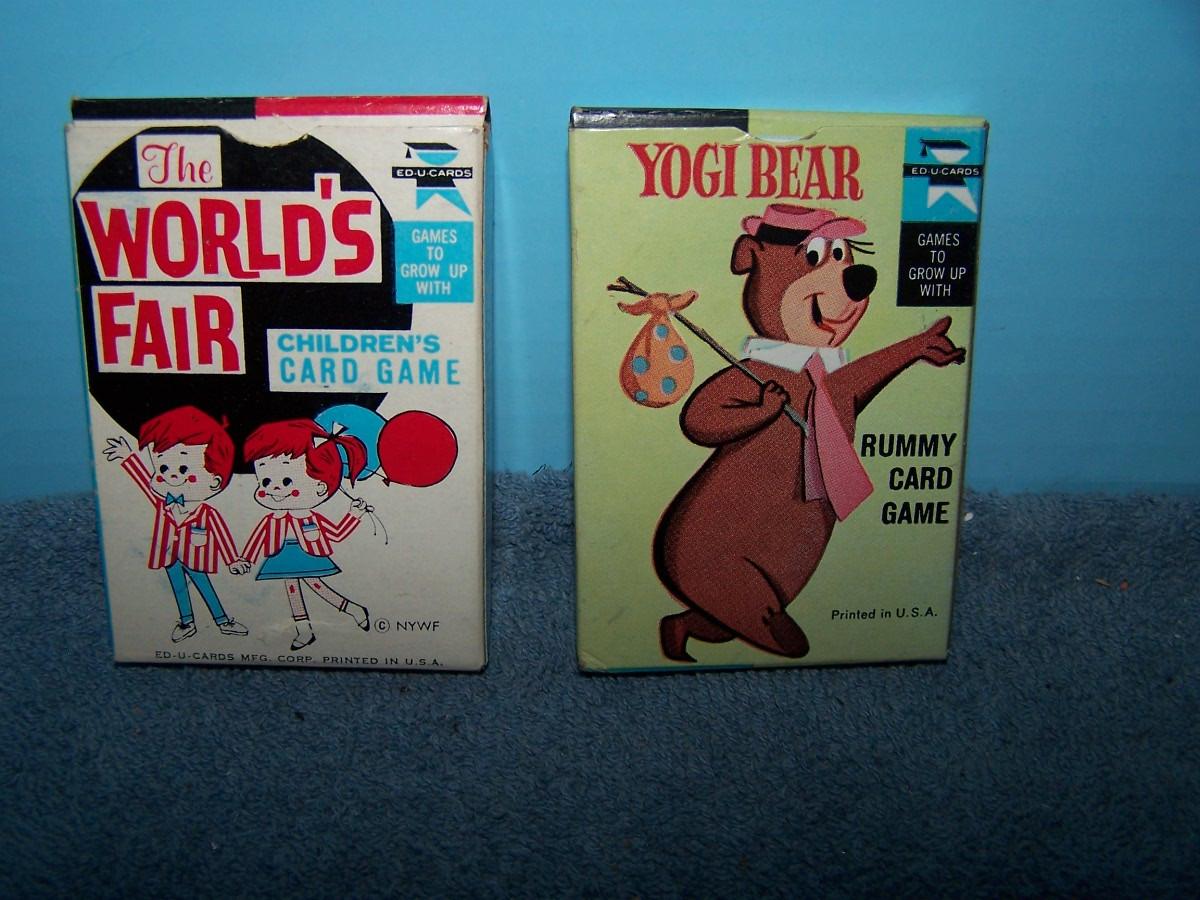 The
WORLD'S
FAIR
CHILDREN'S
CARD GAME
ED-U-CARDS
GAMES
TO
GROW UP
WITH
© NYWF
ED-U-CARDS MFG. CORP. PRINTED IN U.S.A.
YOGI BEAR
ED-U-CARDS
GAMES
TO
GROW UP
WITH
RUMMY
CARD
GAME
Printed in U.S.A.